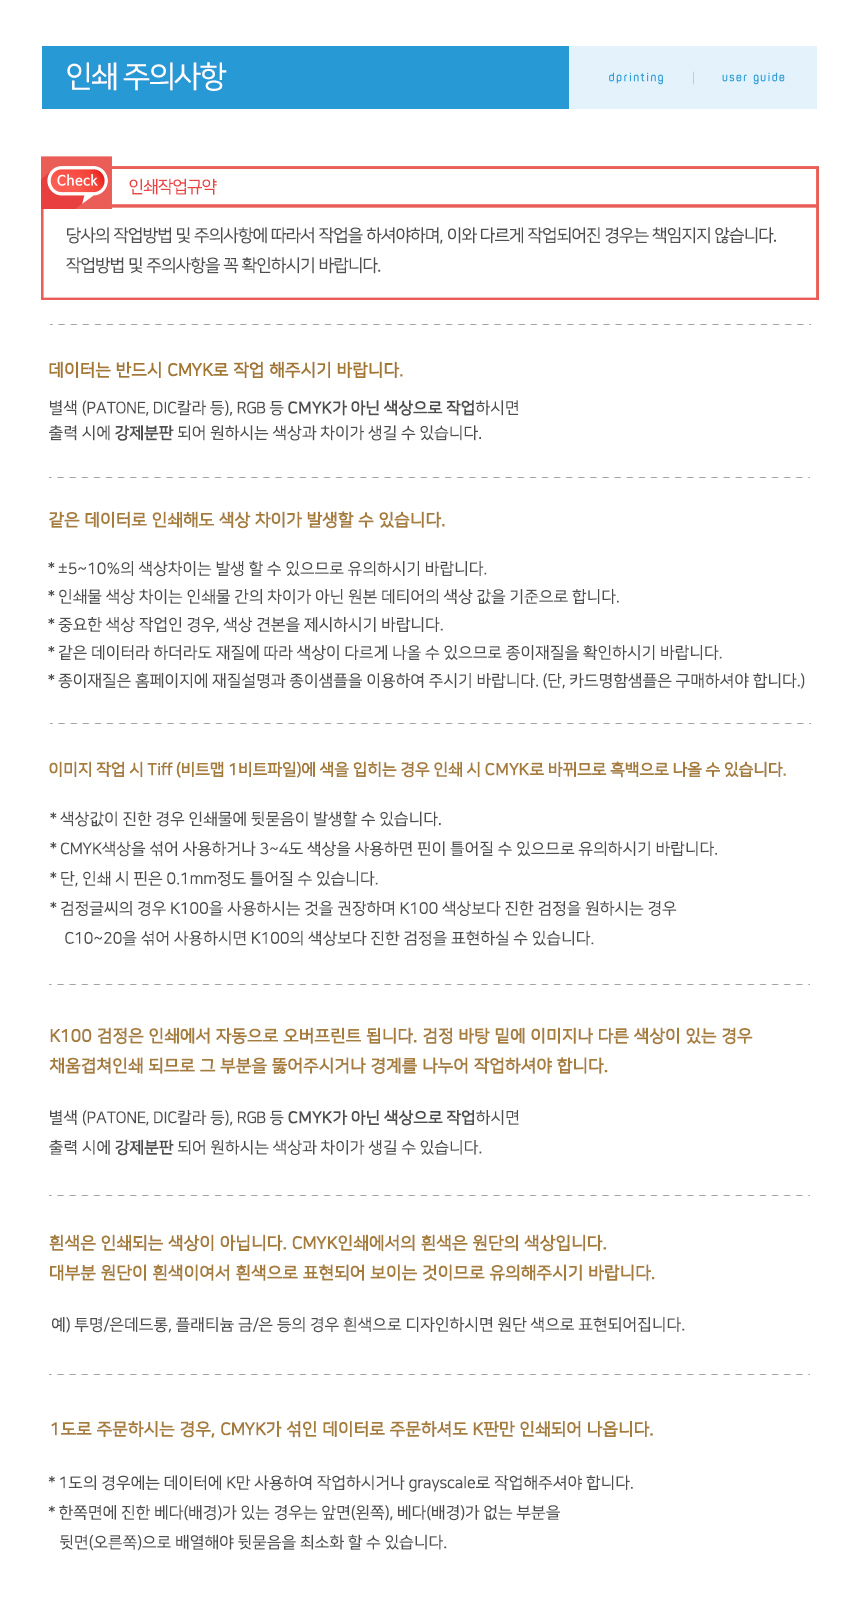 인쇄 주의사항
dprinting | user guide
Check
인쇄작업규약
당사의 작업방법 및 주의사항에 따라서 작업을 하셔야하며, 이와 다르게 작업되어진 경우는 책임지지 않습니다.
작업방법 및 주의사항을 꼭 확인하시기 바랍니다.
데이터는 반드시 CMYK로 작업 해주시기 바랍니다.
별색 (PATONE, DIC칼라 등), RGB 등 CMYK가 아닌 색상으로 작업하시면
출력 시에 강제분판 되어 원하시는 색상과 차이가 생길 수 있습니다.
같은 데이터로 인쇄해도 색상 차이가 발생할 수 있습니다.
* ±5~10%의 색상차이는 발생 할 수 있으므로 유의하시기 바랍니다.
* 인쇄물 색상 차이는 인쇄물 간의 차이가 아닌 원본 데티어의 색상 값을 기준으로 합니다.
* 중요한 색상 작업인 경우, 색상 견본을 제시하시기 바랍니다.
* 같은 데이터라 하더라도 재질에 따라 색상이 다르게 나올 수 있으므로 종이재질을 확인하시기 바랍니다.
* 종이재질은 홈페이지에 재질설명과 종이샘플을 이용하여 주시기 바랍니다. (단, 카드명함샘플은 구매하셔야 합니다.)
이미지 작업 시 Tiff (비트맵 1비트파일)에 색을 입히는 경우 인쇄 시 CMYK로 바뀌므로 흑백으로 나올 수 있습니다.
* 색상값이 진한 경우 인쇄물에 뒷묻음이 발생할 수 있습니다.
* CMYK색상을 섞어 사용하거나 3~4도 색상을 사용하면 핀이 틀어질 수 있으므로 유의하시기 바랍니다.
* 단, 인쇄 시 핀은 0.1mm정도 틀어질 수 있습니다.
* 검정글씨의 경우 K100을 사용하시는 것을 권장하며 K100 색상보다 진한 검정을 원하시는 경우
C10~20을 섞어 사용하시면 K100의 색상보다 진한 검정을 표현하실 수 있습니다.
K100 검정은 인쇄에서 자동으로 오버프린트 됩니다. 검정 바탕 밑에 이미지나 다른 색상이 있는 경우
채움겹쳐인쇄 되므로 그 부분을 뚫어주시거나 경계를 나누어 작업하셔야 합니다.
별색 (PATONE, DIC칼라 등), RGB 등 CMYK가 아닌 색상으로 작업하시면
출력 시에 강제분판 되어 원하시는 색상과 차이가 생길 수 있습니다.
흰색은 인쇄되는 색상이 아닙니다. CMYK인쇄에서의 흰색은 원단의 색상입니다.
대부분 원단이 흰색이여서 흰색으로 표현되어 보이는 것이므로 유의해주시기 바랍니다.
예) 투명/은데드롱, 플래티늄 금/은 등의 경우 흰색으로 디자인하시면 원단 색으로 표현되어집니다.
1도로 주문하시는 경우, CMYK가 섞인 데이터로 주문하셔도 K판만 인쇄되어 나옵니다.
* 1도의 경우에는 데이터에 K만 사용하여 작업하시거나 grayscale로 작업해주셔야 합니다.
* 한쪽면에 진한 베다(배경)가 있는 경우는 앞면(왼쪽), 베다(배경)가 없는 부분을
뒷면(오른쪽)으로 배열해야 뒷묻음을 최소화 할 수 있습니다.